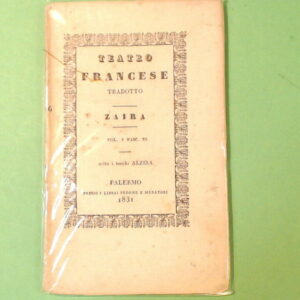 TEATRO
FRANCESE
TRADOTTO
ZAIRA
VOL. I FASC. VI
sotto i torchi ALZIRA
PALERMO
PRESSO I LIBRAI PEDONE E MURATORI
1831